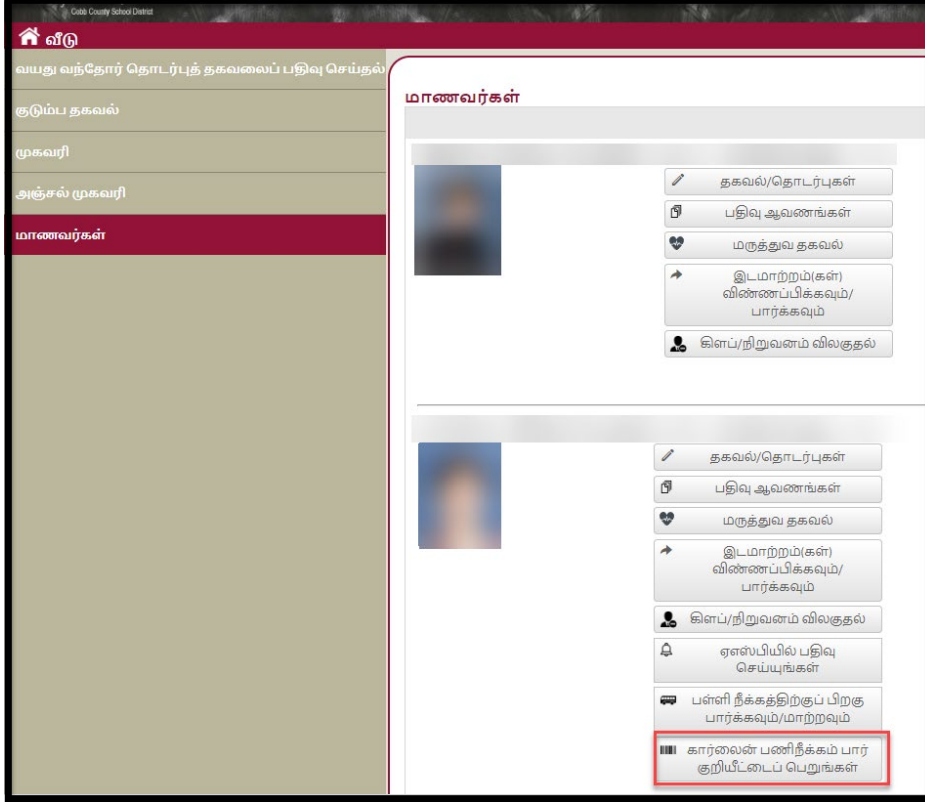 Cobb County School District
வீடு
வயது வந்தோர் தொடர்புத் தகவலைப் பதிவு செய்தல்
குடும்ப தகவல்
முகவரி
அஞ்சல் முகவரி
மாணவர்கள்
மாணவர்கள்
தகவல்/தொடர்புகள்
பதிவு ஆவணங்கள்
மருத்துவ தகவல்
இடமாற்றம்(கள்)
விண்ணப்பிக்கவும்/
பார்க்கவும்
கிளப்/நிறுவனம் விலகுதல்
தகவல்/தொடர்புகள்
பதிவு ஆவணங்கள்
மருத்துவ தகவல்
இடமாற்றம்(கள்)
விண்ணப்பிக்கவும்/
பார்க்கவும்
கிளப்/நிறுவனம் விலகுதல்
ஏஎஸ்பியில் பதிவு
செய்யுங்கள்
பள்ளி நீக்கத்திற்குப் பிறகு
பார்க்கவும்/மாற்றவும்
கார்லைன் பணிநீக்கம் பார்
குறியீட்டைப் பெறுங்கள்